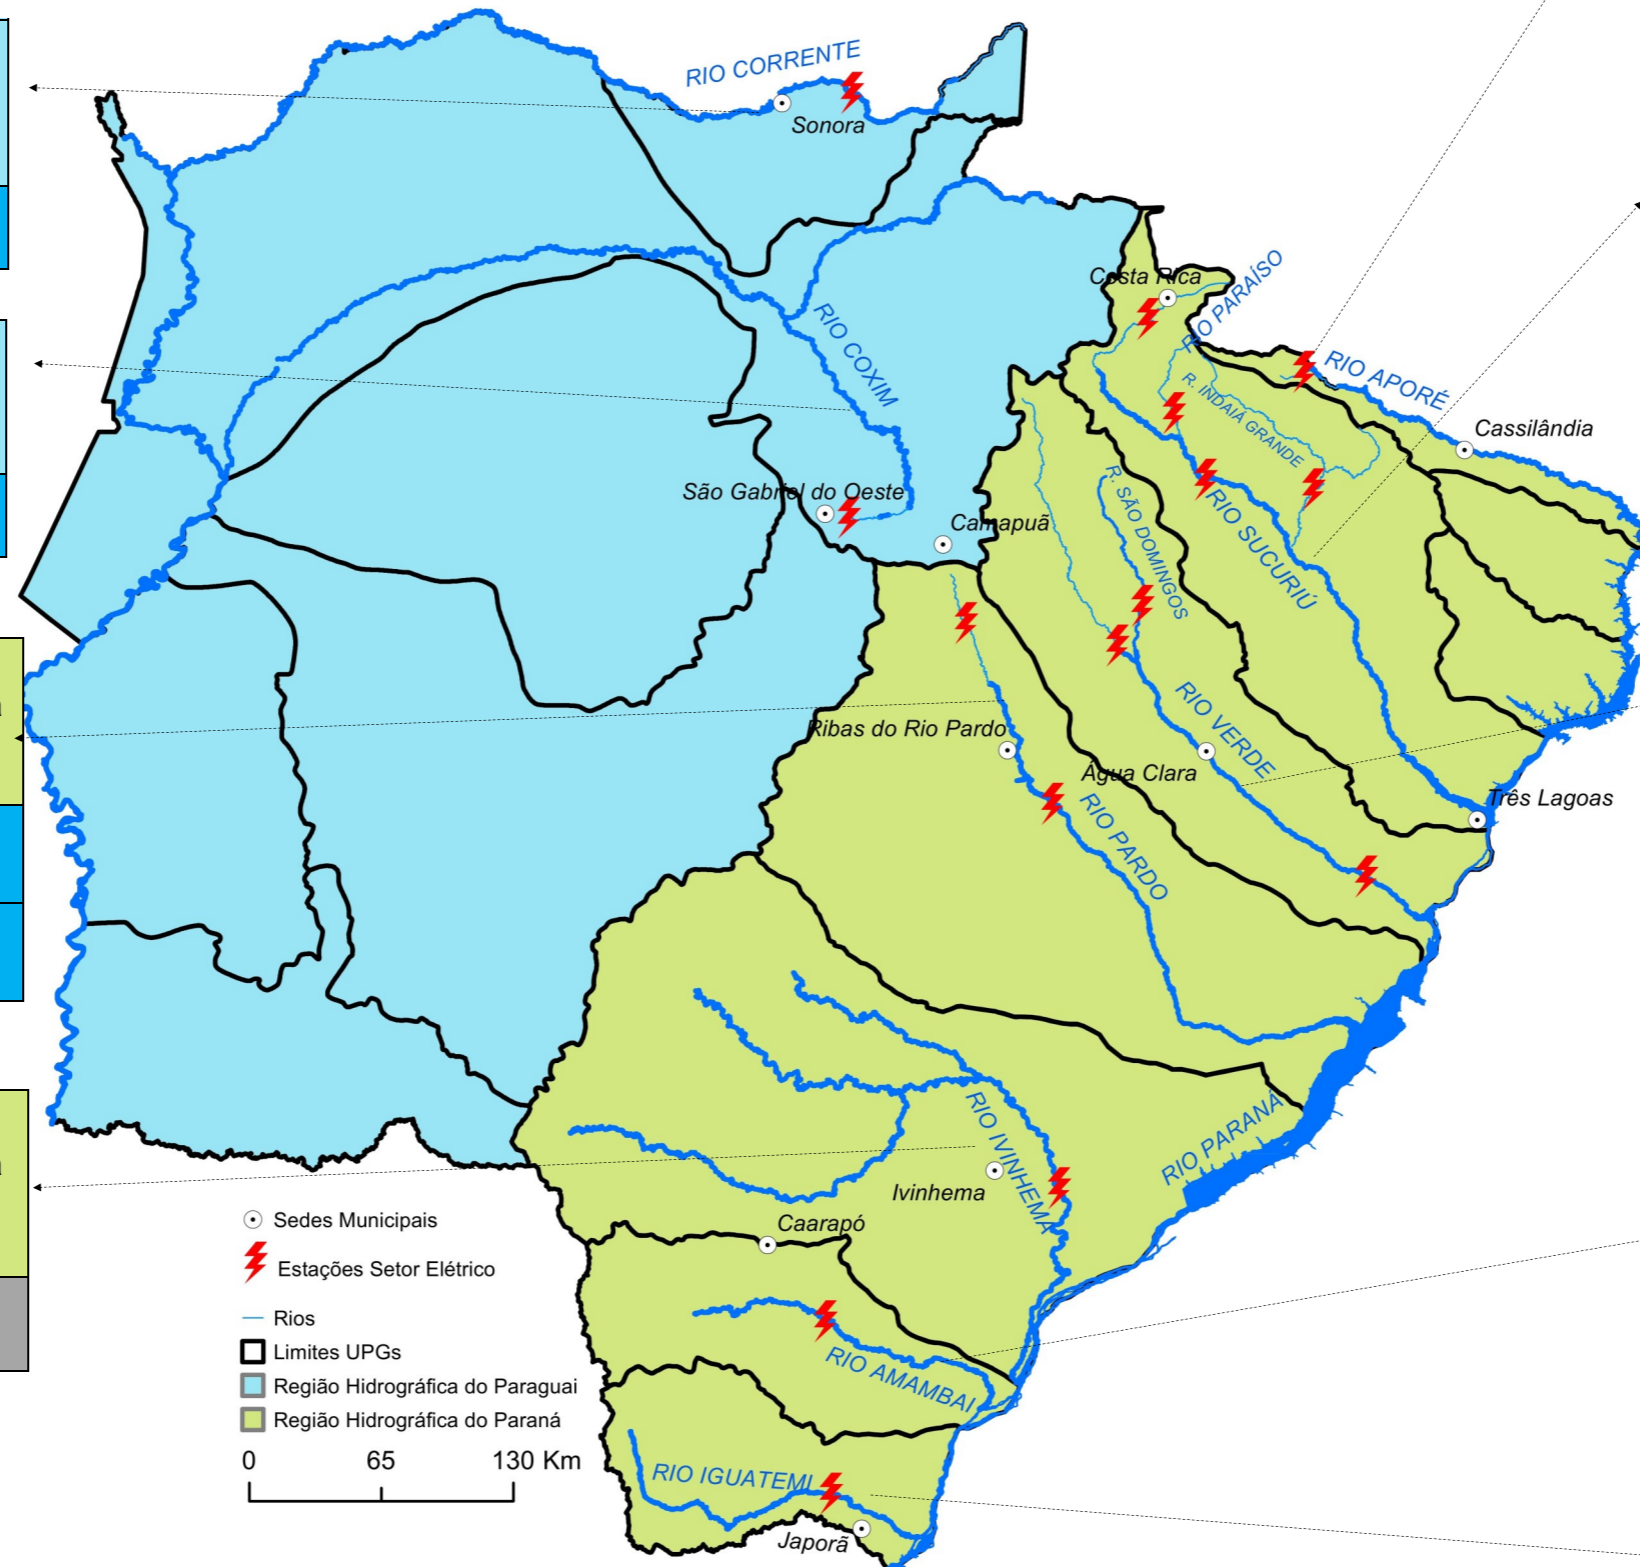 RIO CORRENTE
Sonora
Costa Rica
RIO PARAÍSO
RIO COXIM
RIO APORÉ
R. INDAIÁ GRANDE
Cassilândia
São Gabriel do Oeste
R. SÃO DOMINGOS
RIO SUCURIÚ
Camapuã
Ribas do Rio Pardo
RIO VERDE
Água Clara
Três Lagoas
RIO PARDO
RIO IVINHEMA
RIO PARANÁ
Ivinhema
Caarapó
Sedes Municipais
Estações Setor Elétrico
Rios
Limites UPGs
Região Hidrográfica do Paraguai
Região Hidrográfica do Paraná
0 65 130 Km
RIO AMAMBAI
RIO IGUATEMI
Japorã